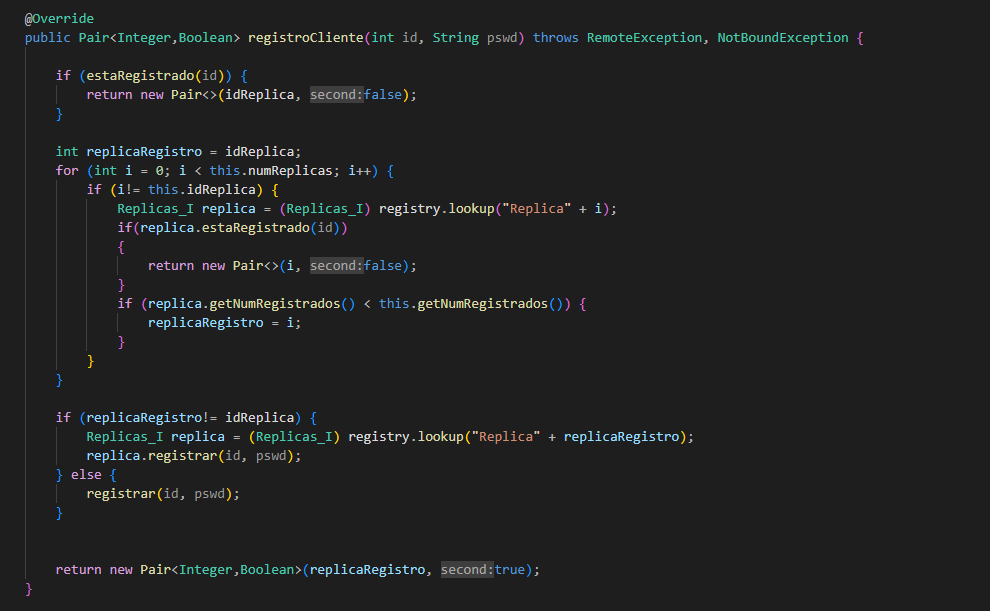 @Override
public Pair<Integer,Boolean> registroCliente(int id, String pswd) throws RemoteException, NotBoundException {
if (estaRegistrado(id)) {
return new Pair<>(idReplica, second:false);
}
int replicaRegistro = idReplica;
for (int i = 0; i < this.numReplicas; i++) {
if (i!= this.idReplica) {
Replicas_I replica = (Replicas_I) registry.lookup("Replica" + i);
if(replica.estaRegistrado(id))
{
return new Pair<>(i, second:false);
}
if (replica.getNumRegistrados() < this.getNumRegistrados()) {
replicaRegistro = i;
}
}
}
if (replicaRegistro!= idReplica) {
Replicas_I replica = (Replicas_I) registry.lookup("Replica" + replicaRegistro);
replica.registrar(id, pswd);
} else {
registrar(id, pswd);
}
return new Pair<Integer,Boolean>(replicaRegistro, second:true);
}